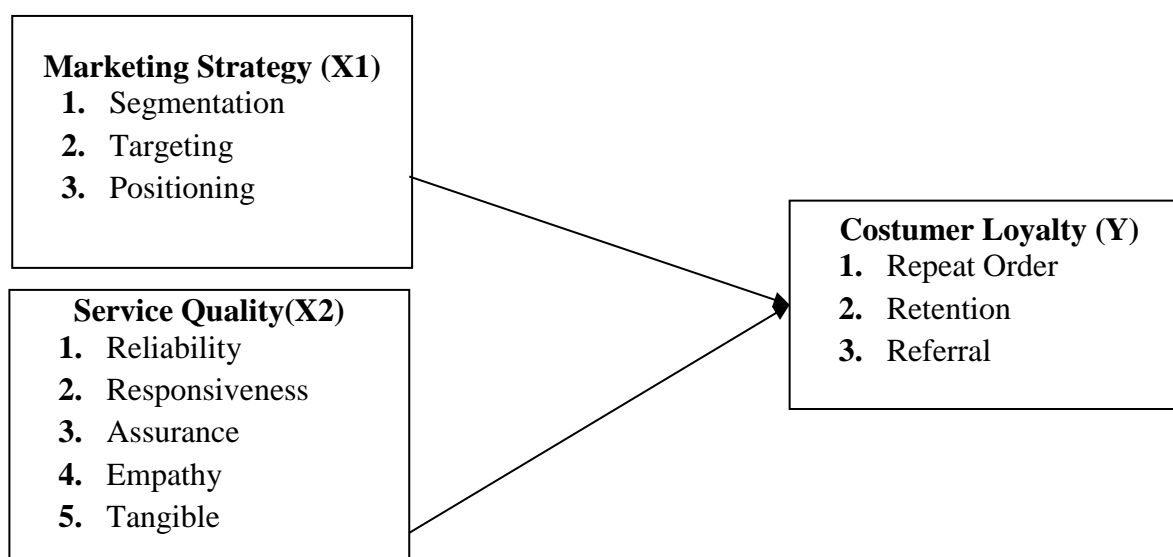 Marketing Strategy (X1)
1. Segmentation
2. Targeting
3. Positioning
Service Quality(X2)
1. Reliability
2. Responsiveness
3. Assurance
4. Empathy
5. Tangible
Costumer Loyalty (Y)
1. Repeat Order
2. Retention
3. Referral